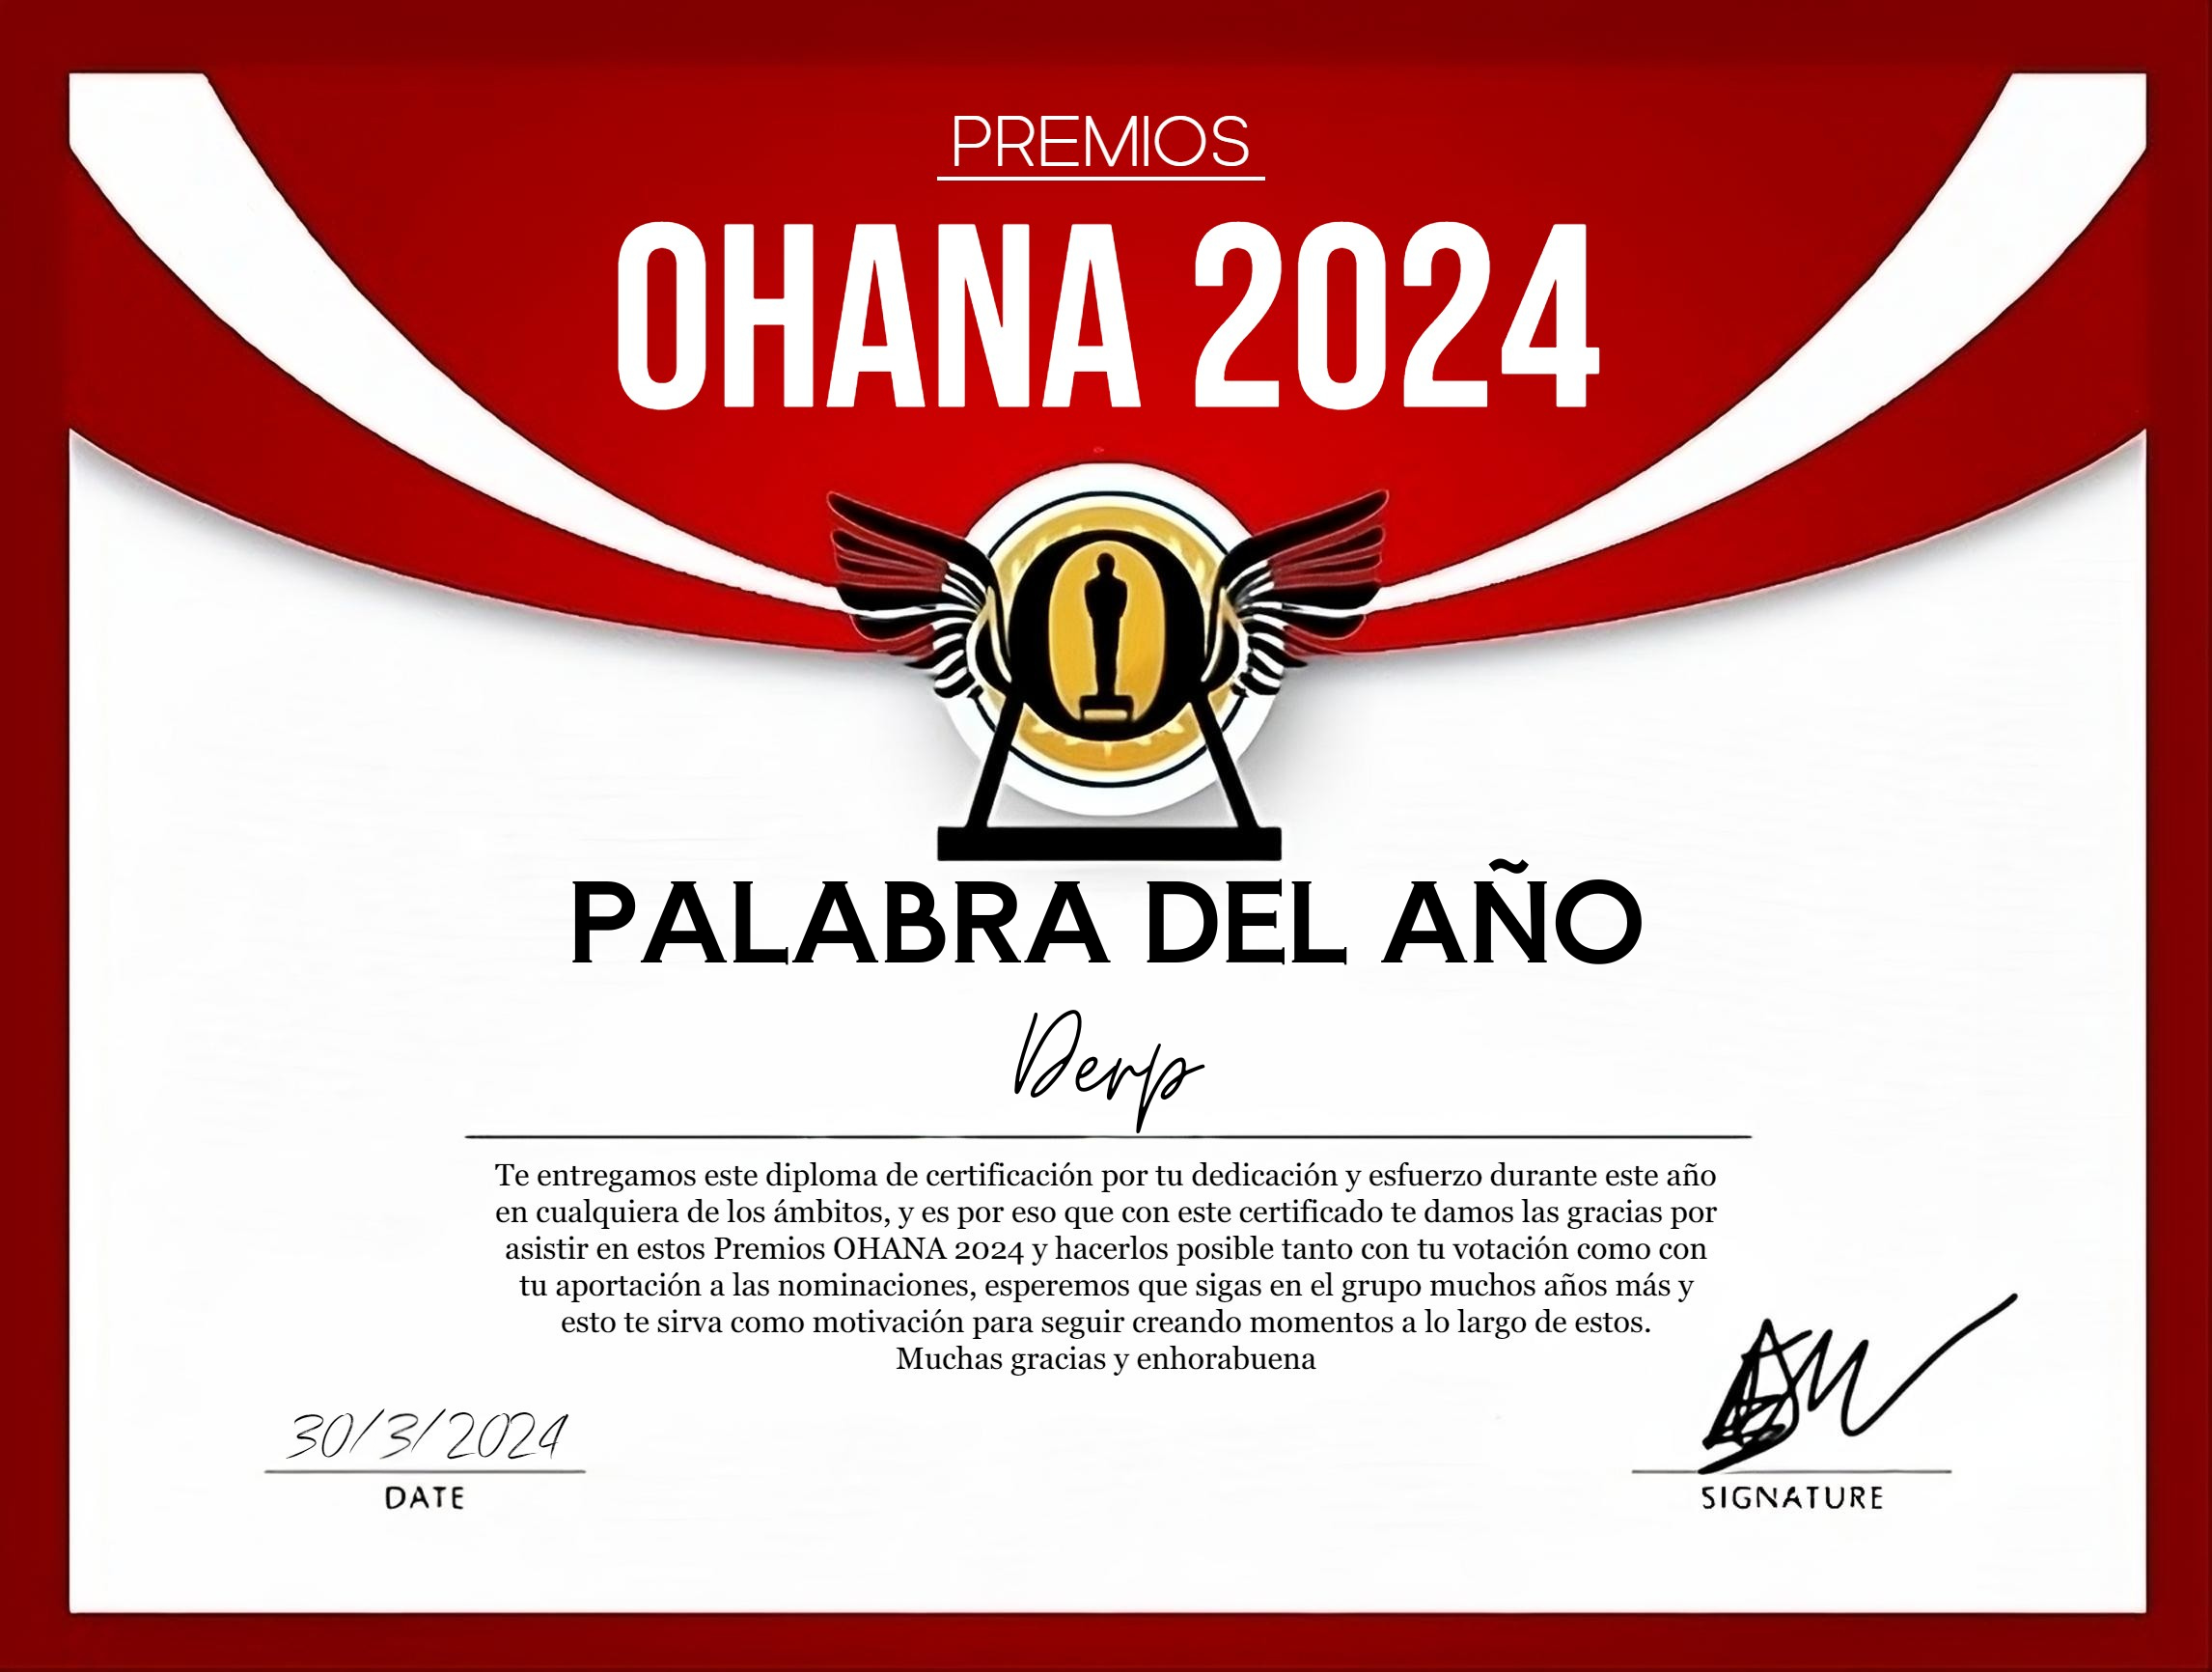 PREMIOS
OHANA 2024
PALABRA DEL AÑO
Derp
Te entregamos este diploma de certificación por tu dedicación y esfuerzo durante este año
en cualquiera de los ámbitos, y es por eso que con este certificado te damos las gracias por
asistir en estos Premios OHANA 2024 y hacerlos posible tanto con tu votación como con
tu aportación a las nominaciones, esperemos que sigas en el grupo muchos años más y
esto te sirva como motivación para seguir creando momentos a lo largo de estos.
Muchas gracias y enhorabuena
30/3/2024
DATE
SIGNATURE